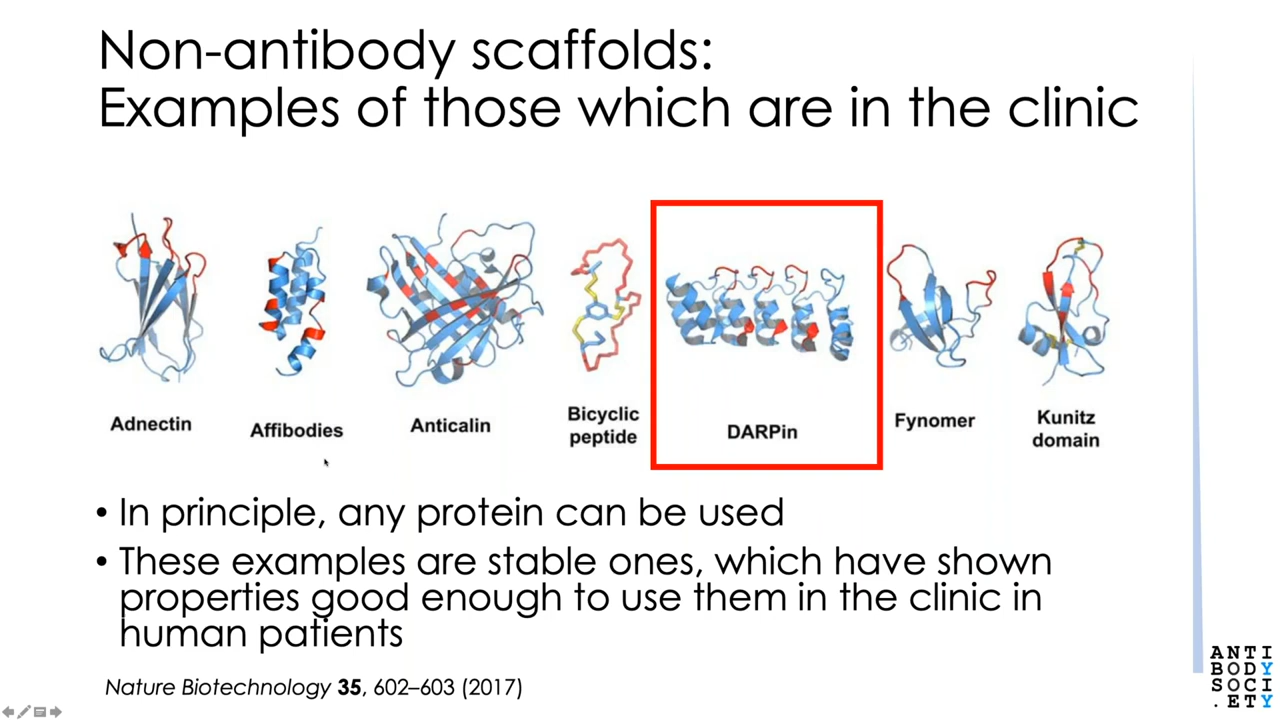 Non-antibody scaffolds:
Examples of those which are in the clinic
Adnectin
Affibodies
Anticalin
Bicyclic
peptide
DARPin
Fynomer
Kunitz
domain
• In principle, any protein can be used
• These examples are stable ones, which have shown
properties good enough to use them in the clinic in
human patients
Nature Biotechnology 35, 602–603 (2017)
ANTI
BODY
SOCI
.ETY